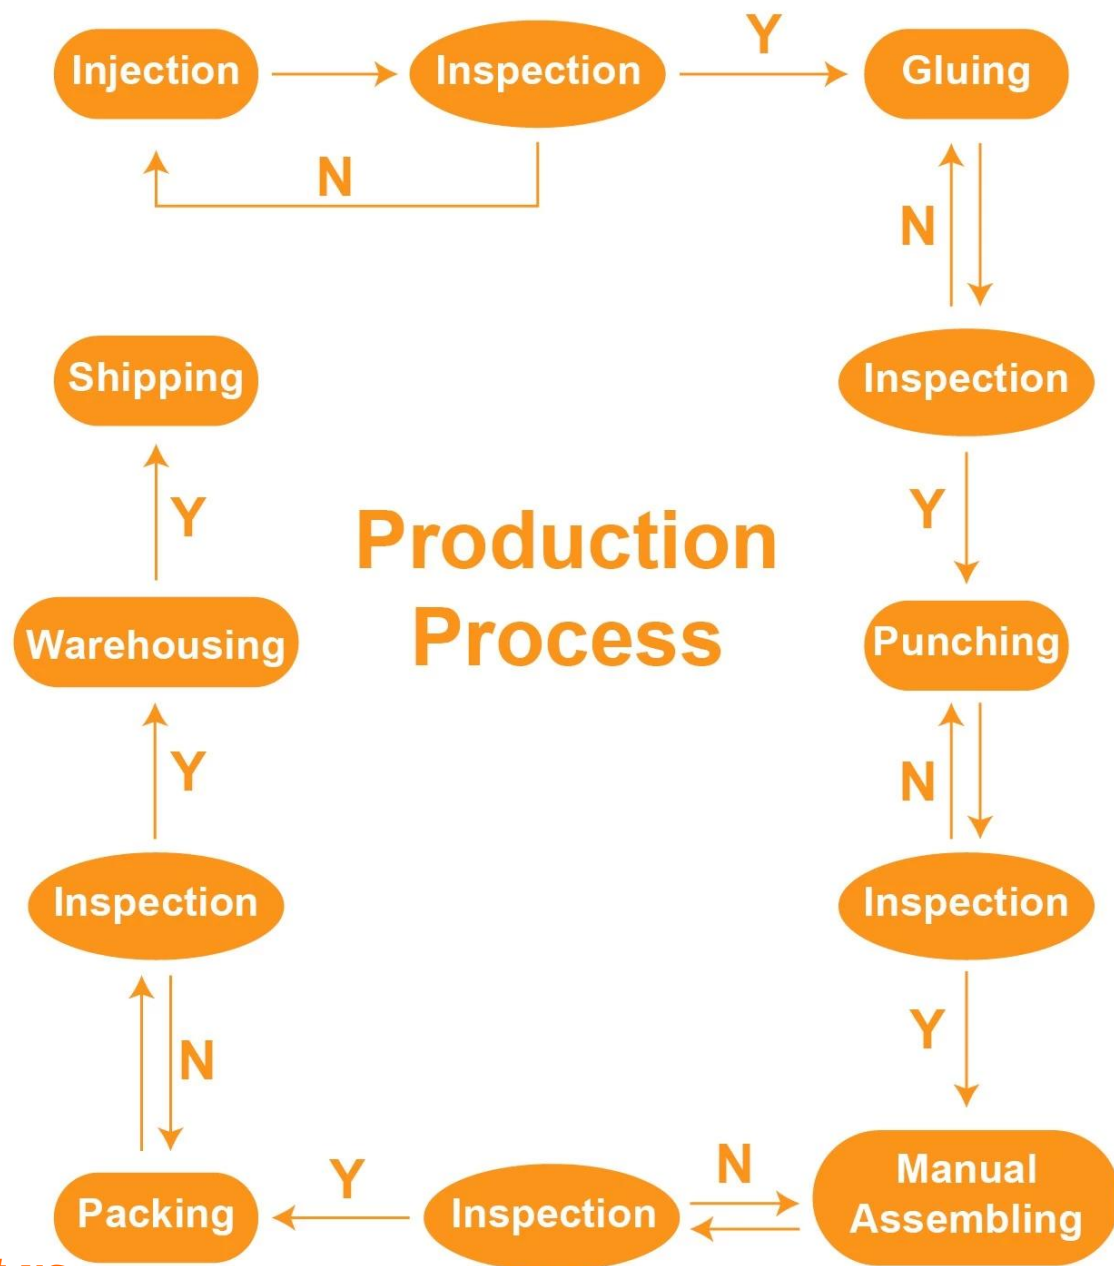 Injection
Inspection
Y
Gluing
N
N
Inspection
Y
Punching
N
Inspection
Y
Manual
Assembling
N
Inspection
Y
Packing
N
Inspection
Y
Warehousing
Y
Shipping
Production
Process